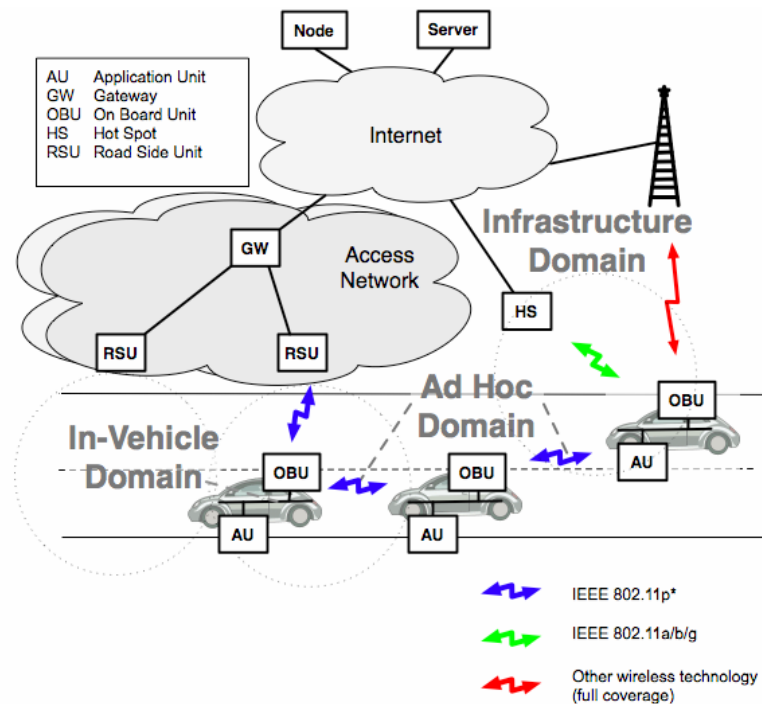 Node
Server
AU Application Unit
GW Gateway
OBU On Board Unit
HS Hot Spot
RSU Road Side Unit
Internet
Infrastructure
Domain
GW
Access
Network
HS
RSU
RSU
Ad Hoc
Domain
OBU
In-Vehicle
Domain
OBU
OBU
AU
AU
AU
IEEE 802.11p*
IEEE 802.11a/b/g
Other wireless technology
(full coverage)